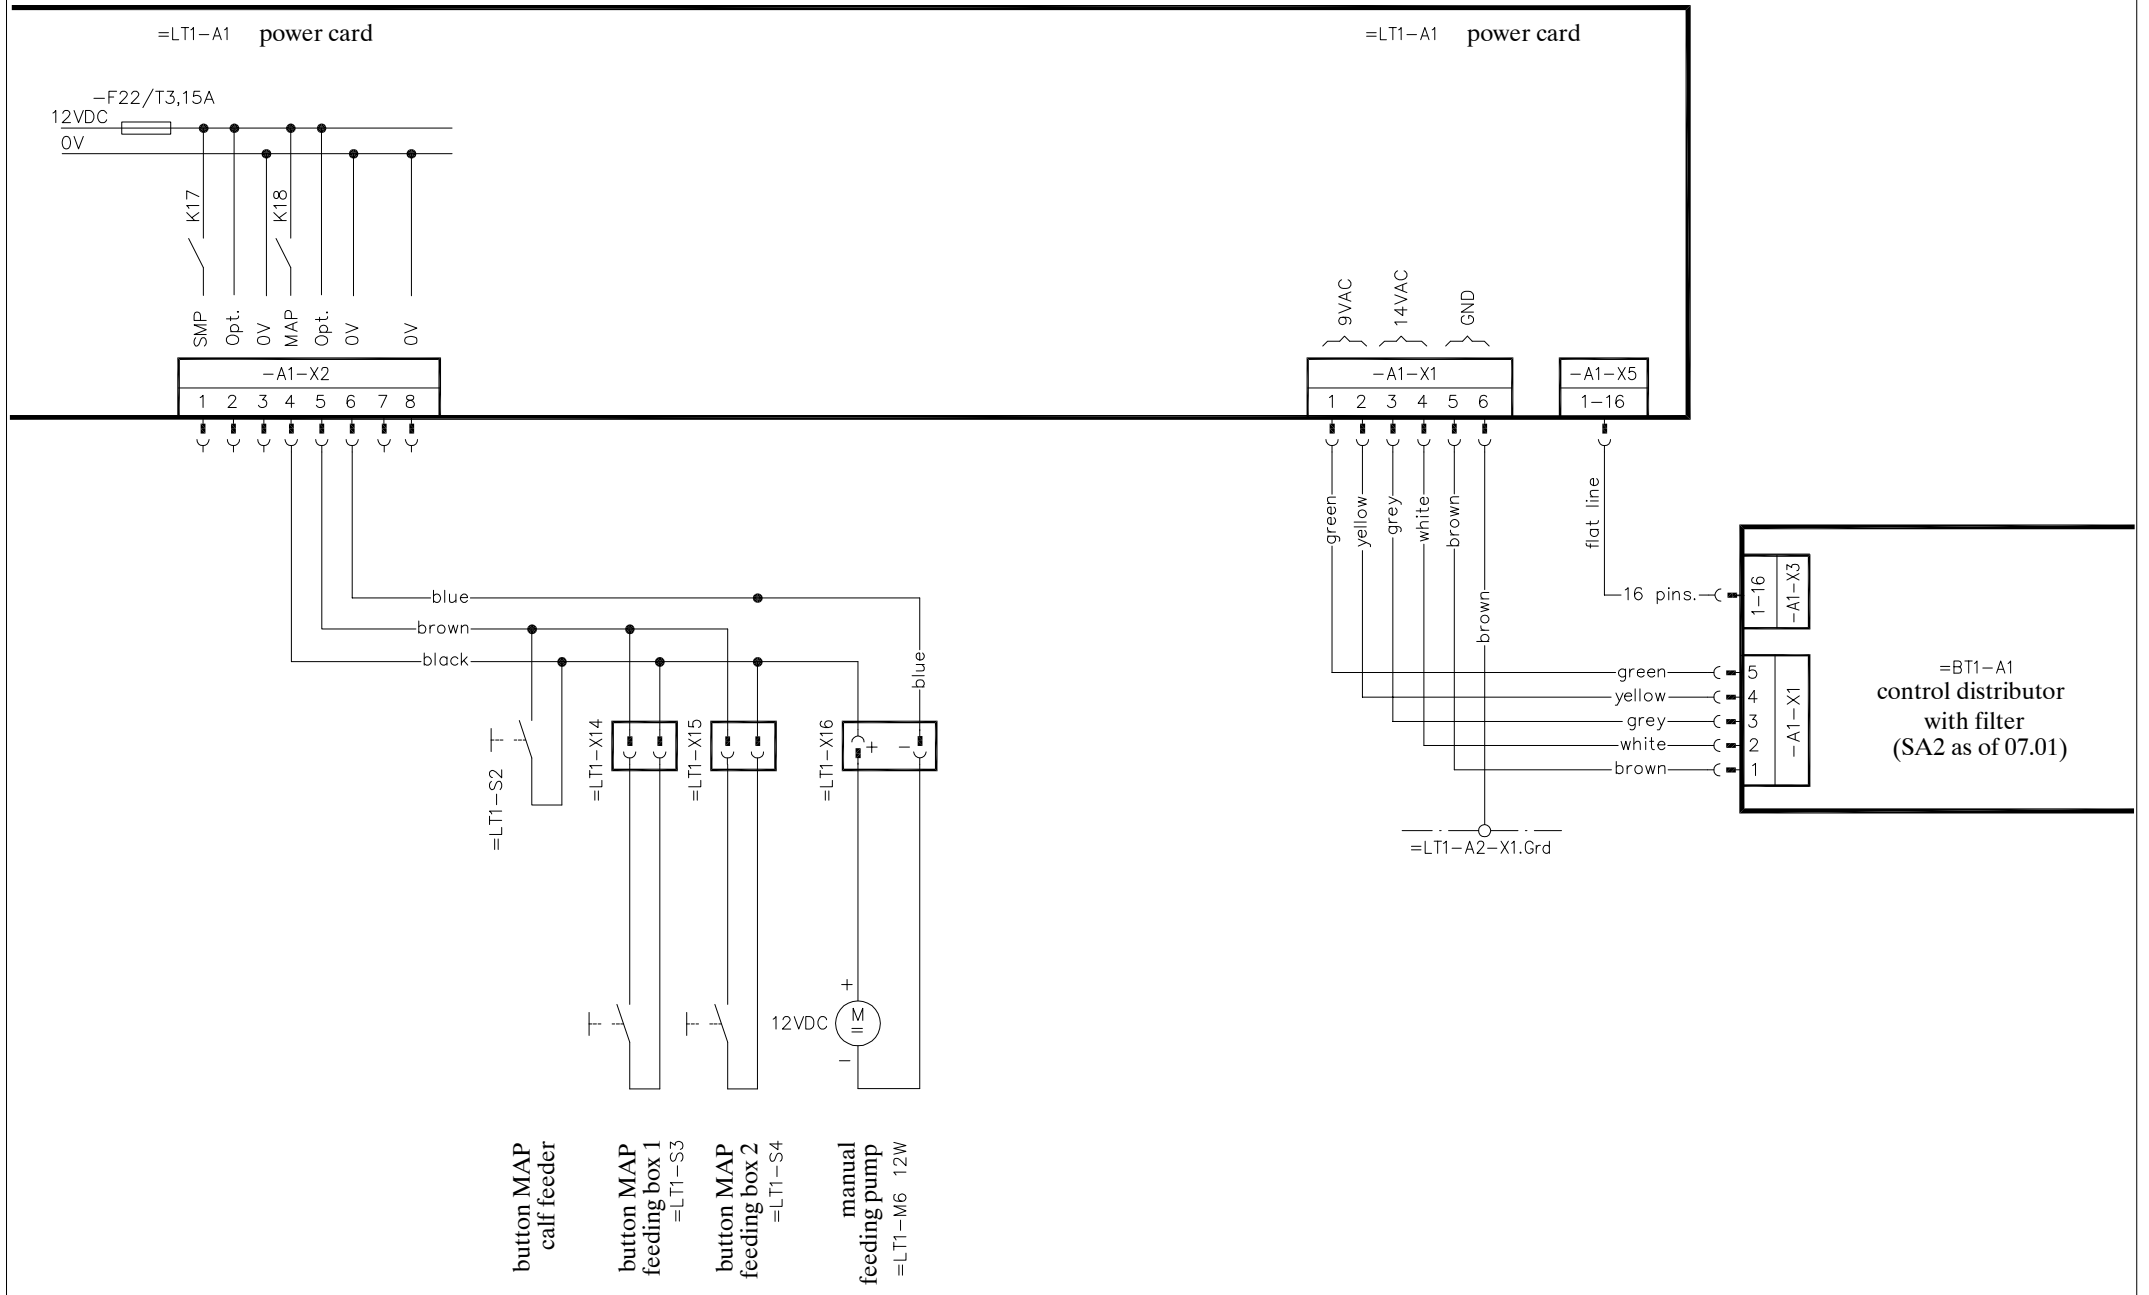 =LT1-A1 power card
=LT1-A1 power card
-F22/T3,15A
12VDC
0V
K17
K18
SMP
Opt.
0V
MAP
Opt.
0V
0V
-A1-X2
1 2 3 4 5 6 7 8
9VAC
14VAC
GND
-A1-X1
1 2 3 4 5 6
-A1-X5
1-16
green
yellow
grey
white
brown
brown
flat line
16 pins.
1-16
-A1-X3
blue
brown
black
blue
green
yellow
grey
white
brown
5
4
3
2
1
-A1-X1
=BT1-A1
control distributor
with filter
(SA2 as of 07.01)
=LT1-S2
=LT1-X14
=LT1-X15
=LT1-X16
+
-
=LT1-A2-X1.Grd
+
12VDC
M
=
-
button MAP
calf feeder
button MAP
feeding box 1
=LT1-S3
button MAP
feeding box 2
=LT1-S4
manual
feeding pump
=LT1-M6 12W